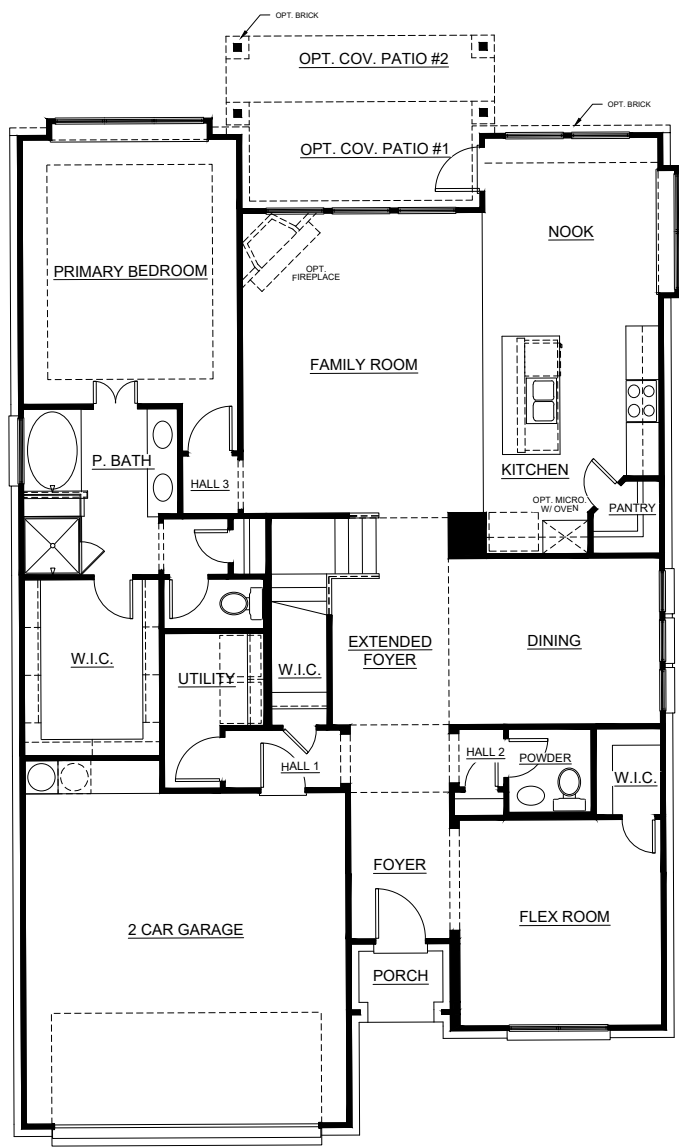 OPT. BRICK
OPT. COV. PATIO #2
OPT. BRICK
OPT. COV. PATIO #1
NOOK
PRIMARY BEDROOM
OPT.
FIREPLACE
FAMILY ROOM
P. BATH
KITCHEN
HALL 3
OPT. MICRO.
W/ OVEN
PANTRY
EXTENDED
FOYER
DINING
W.I.C.
W.I.C.
UTILITY
HALL 1
HALL 2
POWDER
W.I.C.
FOYER
FLEX ROOM
2 CAR GARAGE
PORCH